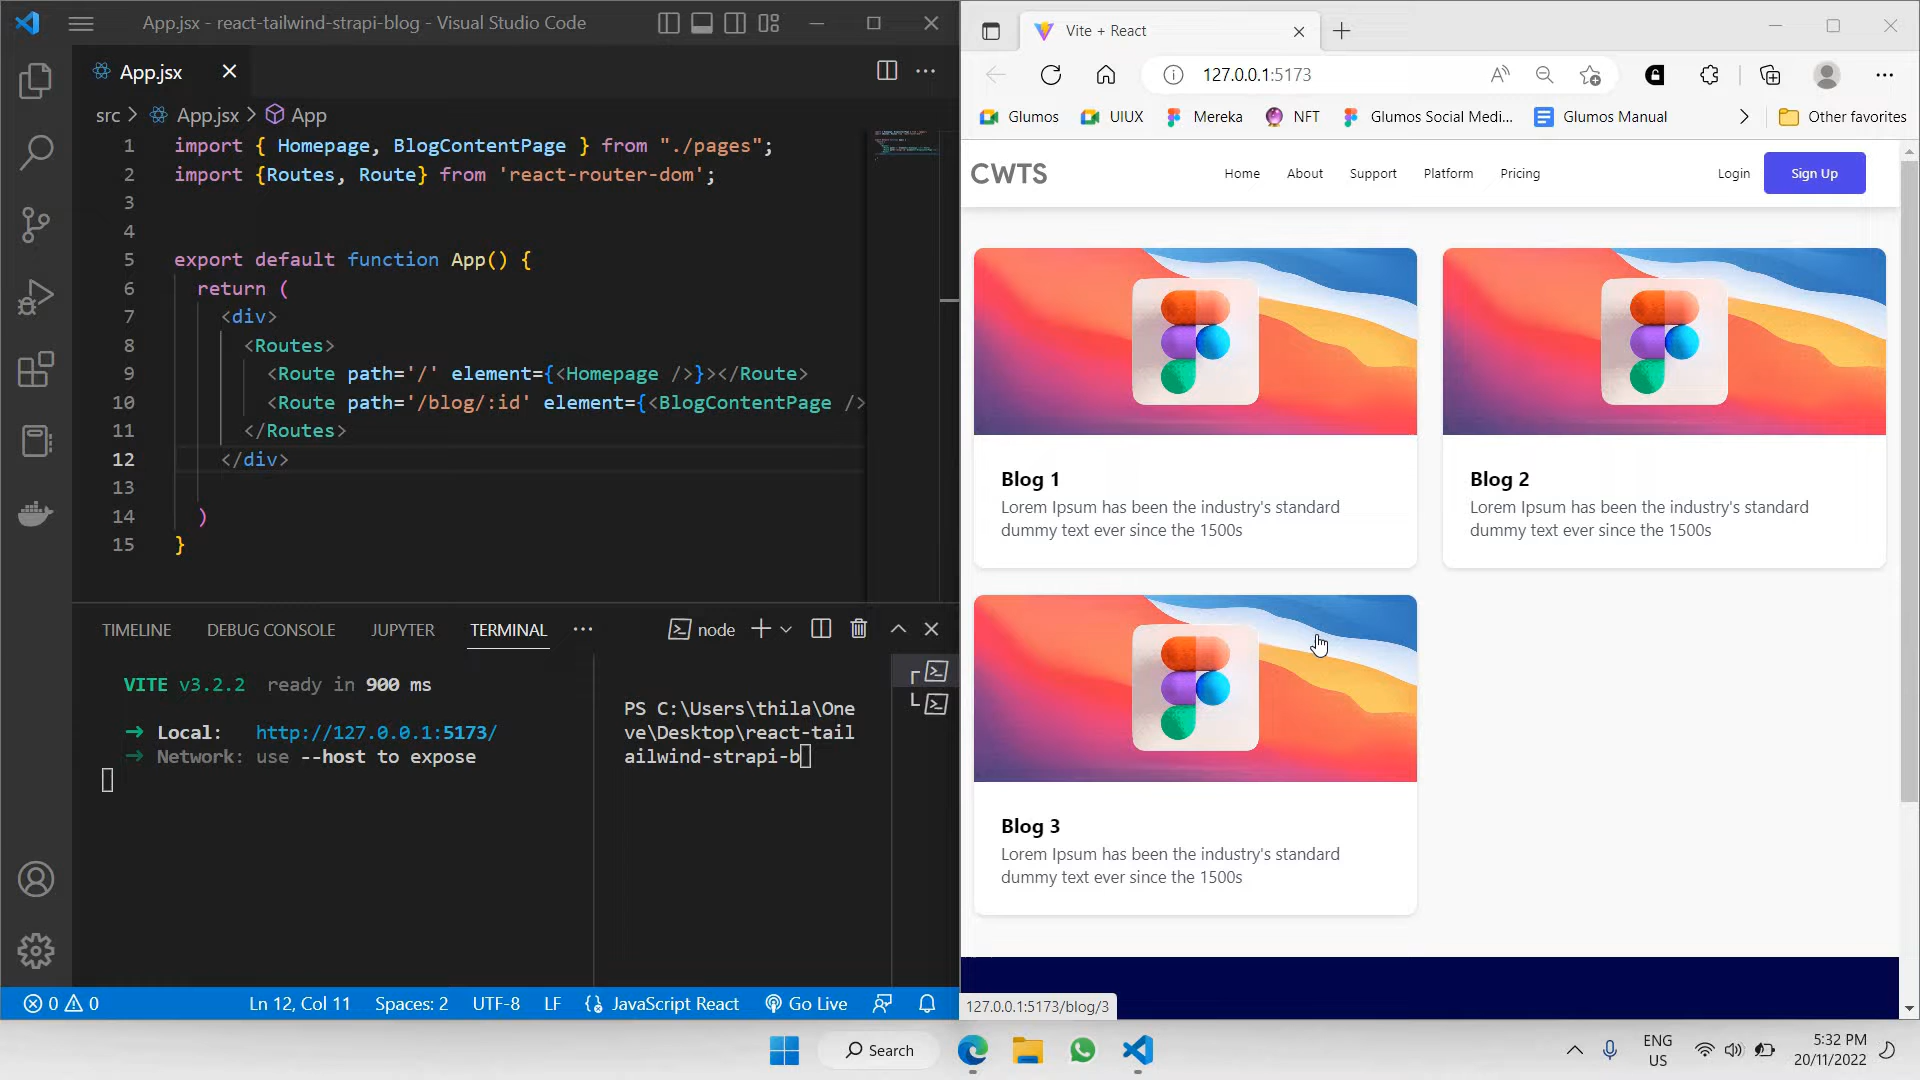 App.jsx - react-tailwind-strapi-blog - Visual Studio Code
App.jsx
src > App.jsx > App
1 import { Homepage, BlogContentPage } from "./pages";
2 import {Routes, Route} from 'react-router-dom';
3
4
5 export default function App() {
6 return (
7 <div>
8 <Routes>
9 <Route path='/' element={<Homepage />}></Route>
10 <Route path='/blog/:id' element={<BlogContentPage />
11 </Routes>
12 </div>
13
14 )
15 }
TIMELINE DEBUG CONSOLE JUPYTER TERMINAL ··· node
VITE v3.2.2 ready in 900 ms
➜ Local: http://127.0.0.1:5173/
➜ Network: use --host to expose
PS C:\Users\thila\One
ve\Desktop\react-tail
ailwind-strapi-b
0 0 Ln 12, Col 11 Spaces: 2 UTF-8 LF {} JavaScript React Go Live
Vite + React
127.0.0.1:5173
Glumos UIUX Mereka NFT Glumos Social Medi... Glumos Manual Other favorites
CWTS Home About Support Platform Pricing Login Sign Up
Blog 1
Lorem Ipsum has been the industry's standard
dummy text ever since the 1500s
Blog 2
Lorem Ipsum has been the industry's standard
dummy text ever since the 1500s
Blog 3
Lorem Ipsum has been the industry's standard
dummy text ever since the 1500s
127.0.0.1:5173/blog/3
Search
ENG
US
5:32 PM
20/11/2022